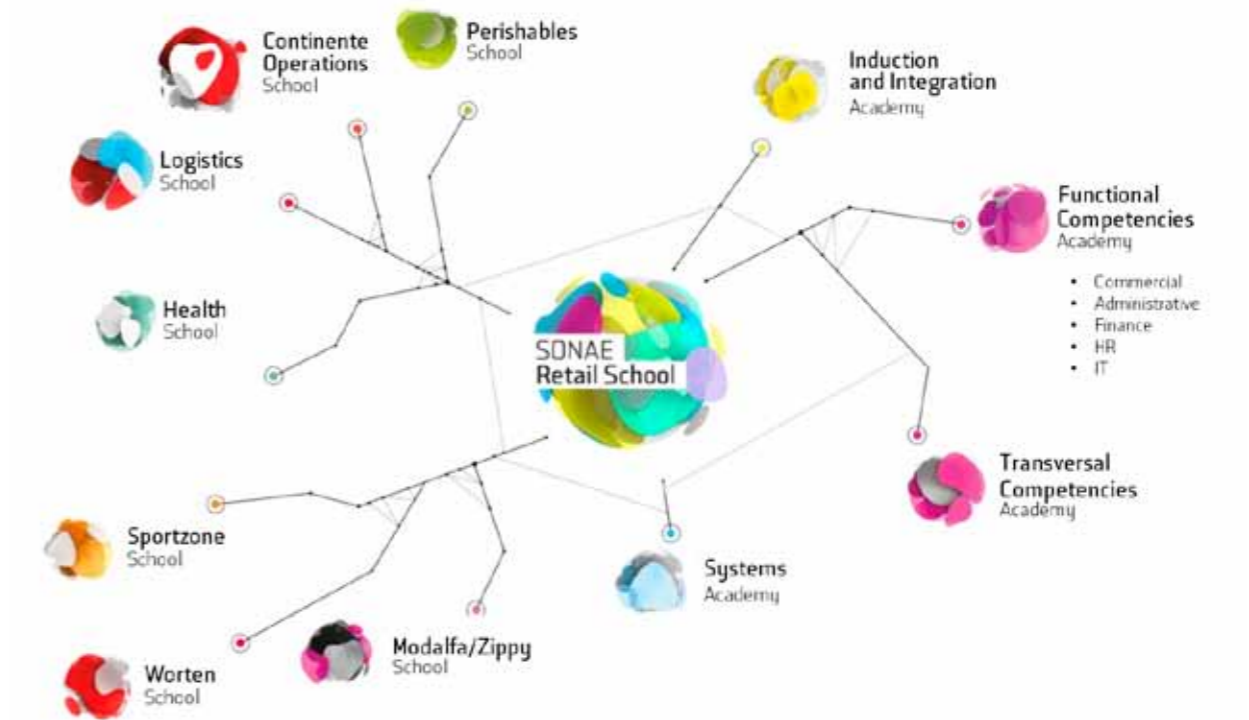 Continente
Operations
School
Perishables
School
Induction
and Integration
Academy
Logistics
School
Functional
Competencies
Academy
• Commercial
• Administrative
• Finance
• HR
• IT
Health
School
SONAE
Retail School
Transversal
Competencies
Academy
Sportzone
School
Systems
Academy
Modalfa/Zippy
School
Worten
School